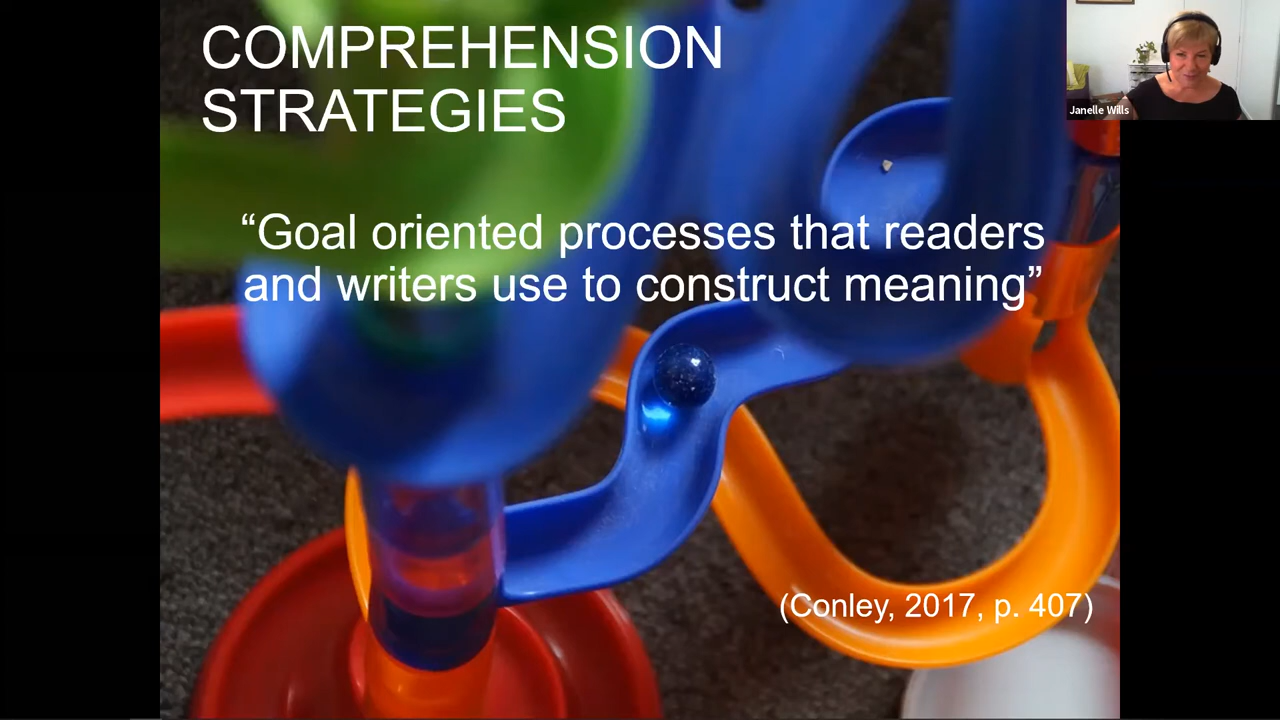 COMPREHENSION
STRATEGIES
“Goal oriented processes that readers
and writers use to construct meaning”
(Conley, 2017, p. 407)
Janelle Wills